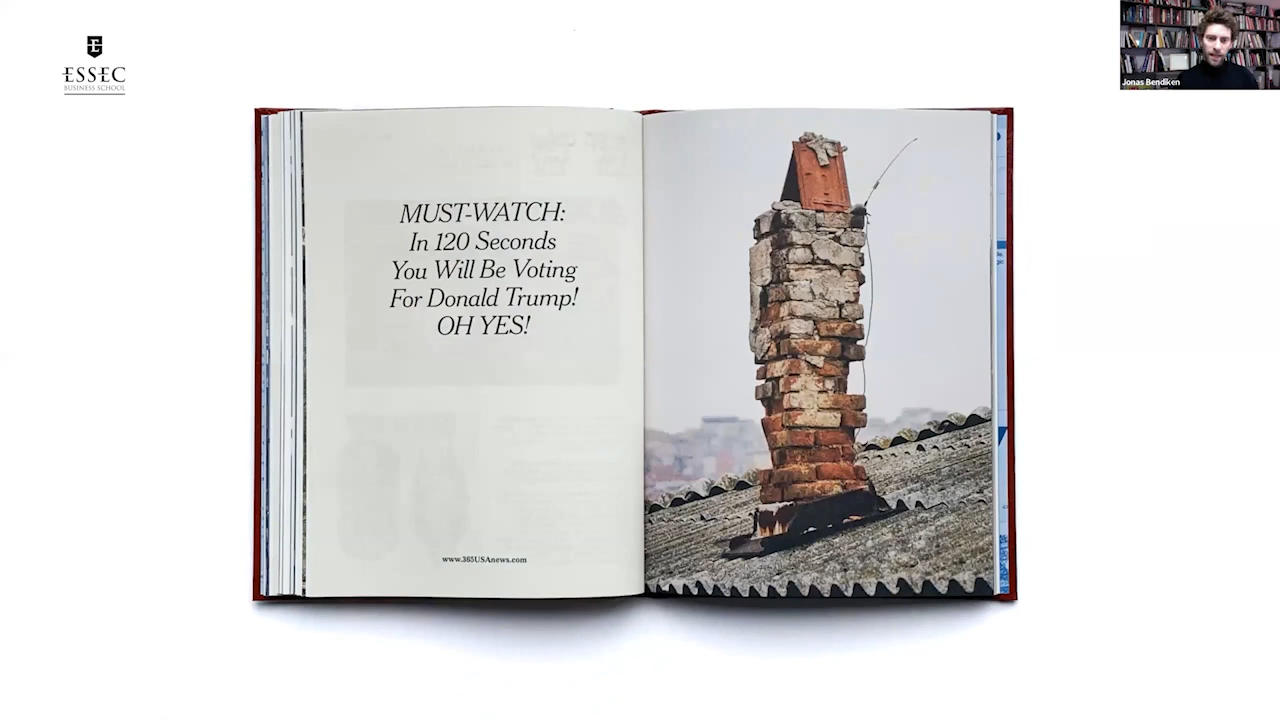 ESSEC
BUSINESS SCHOOL
Jonas Bendiken
MUST-WATCH:
In 120 Seconds
You Will Be Voting
For Donald Trump!
OH YES!
www.365USAnews.com